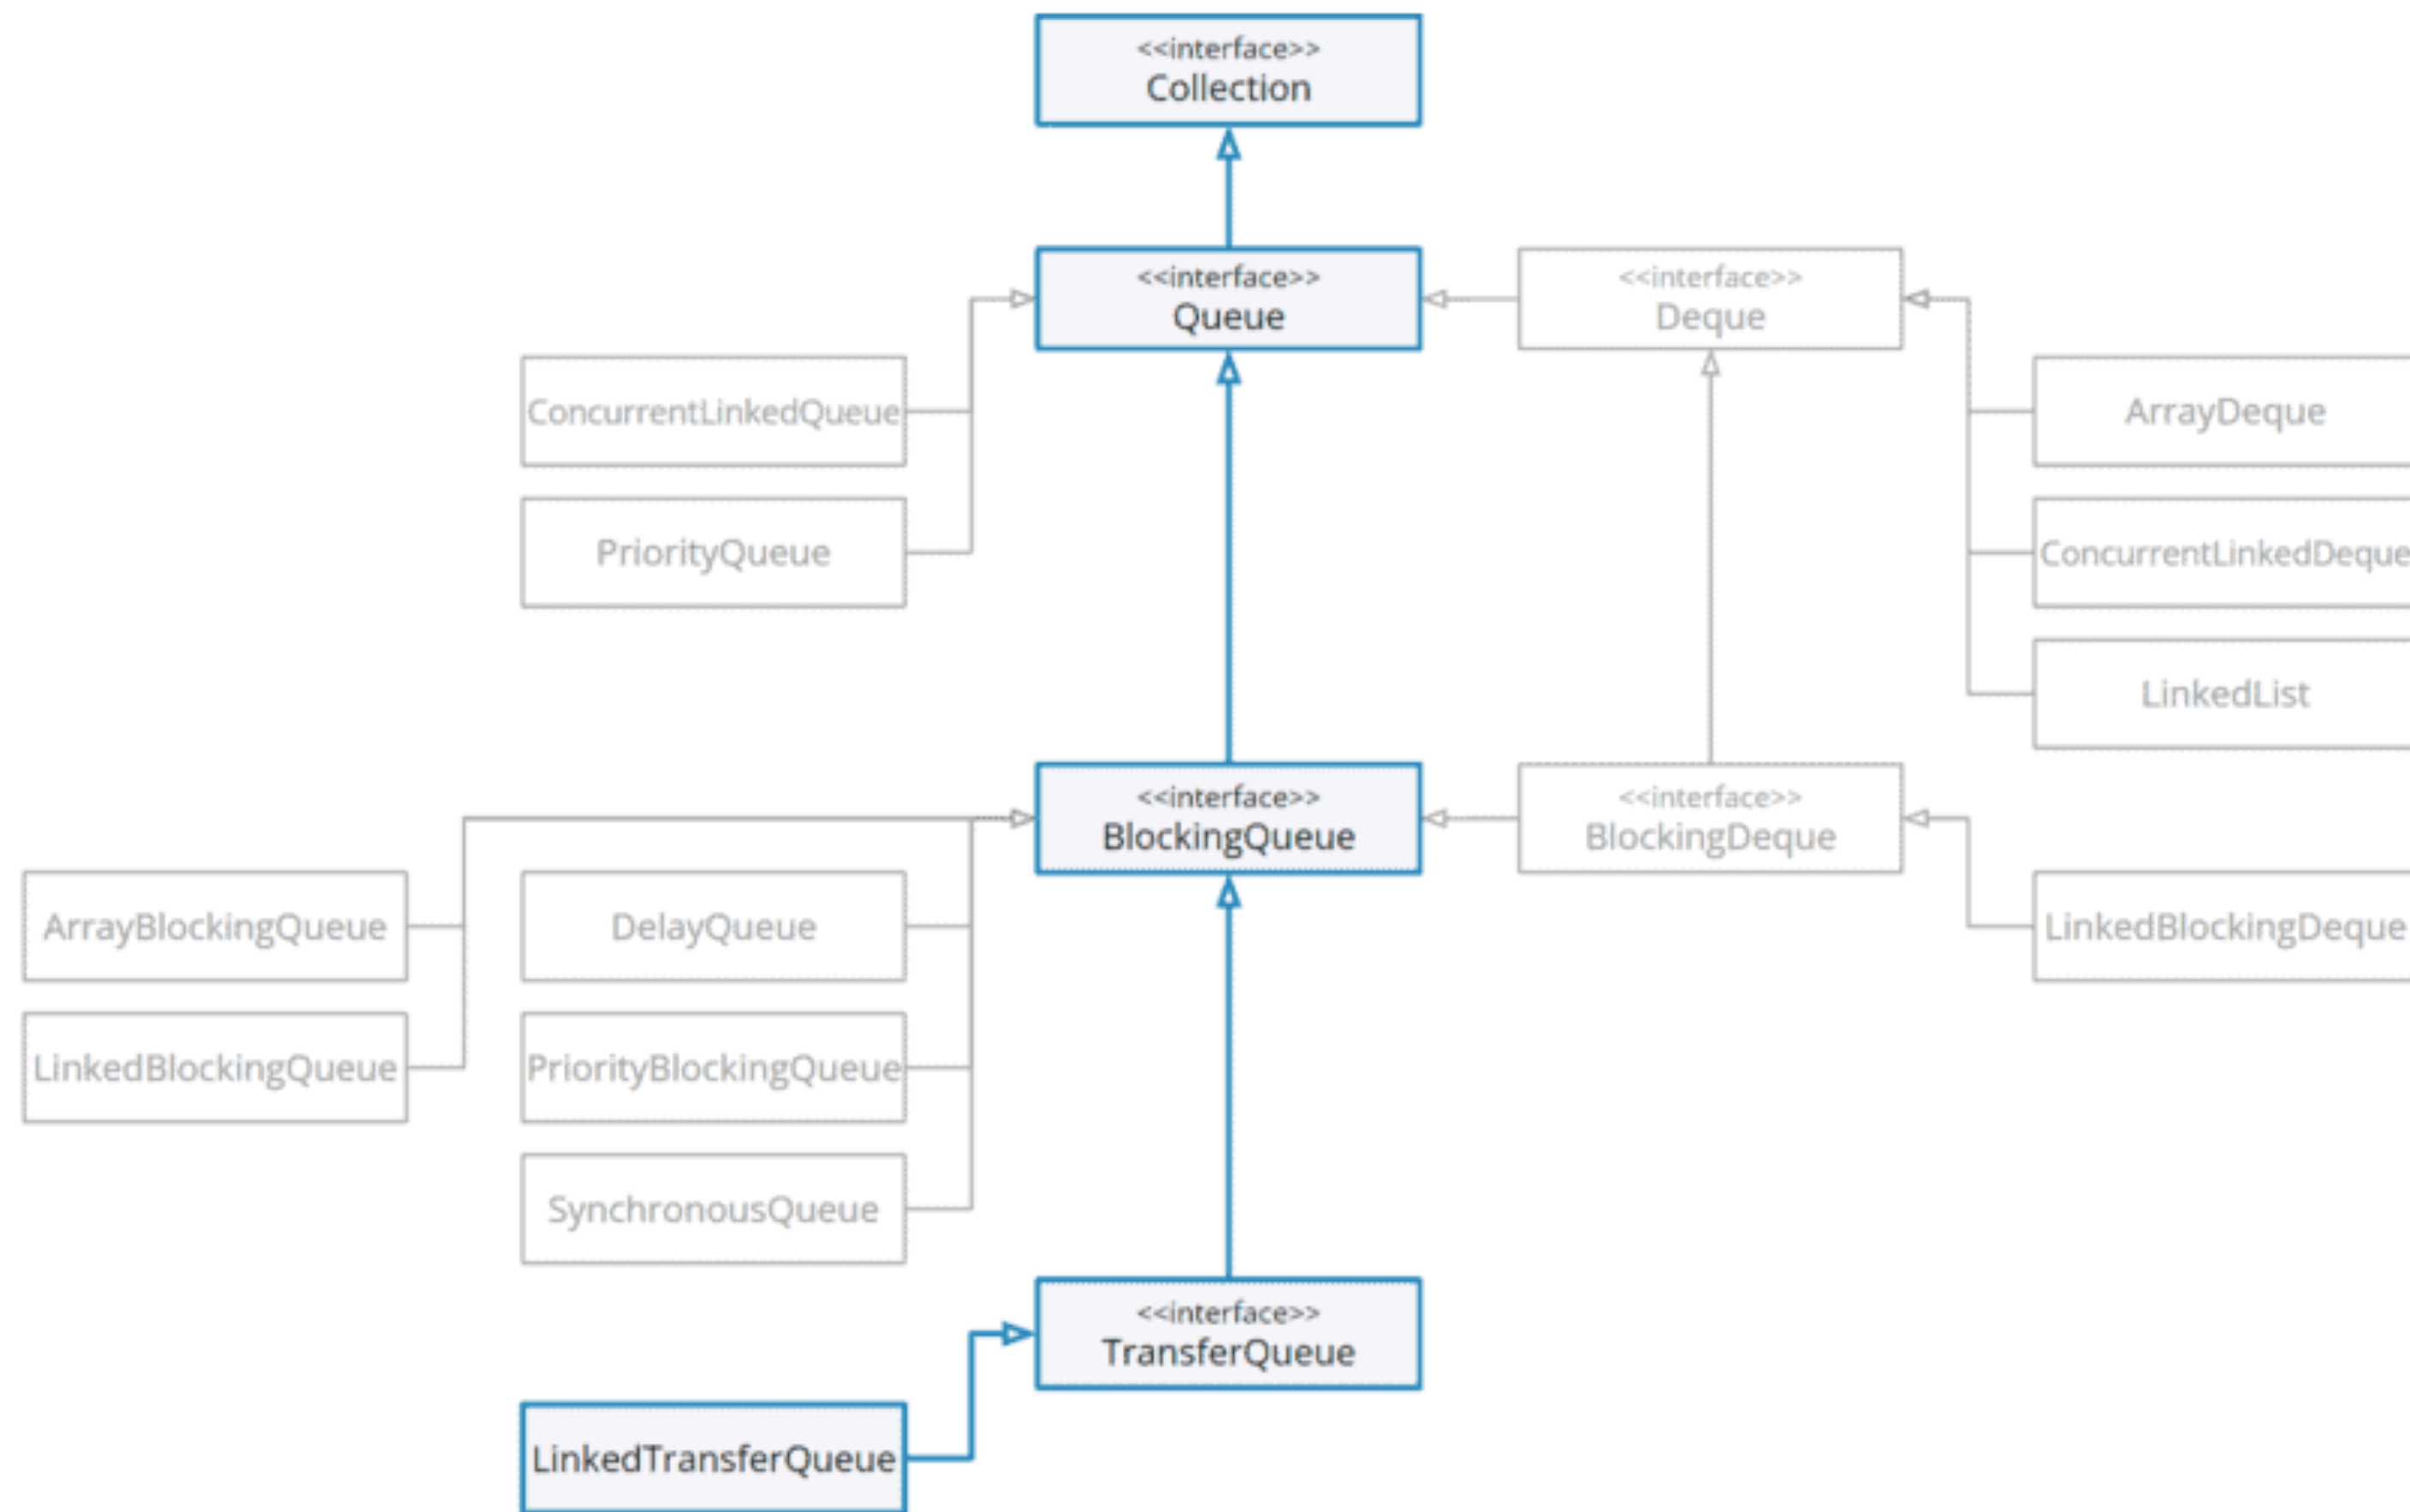 <<interface>>
Collection
<<interface>>
Queue
<<interface>>
Deque
ConcurrentLinkedQueue
ArrayDeque
PriorityQueue
ConcurrentLinkedDeque
LinkedList
<<interface>>
BlockingQueue
<<interface>>
BlockingDeque
ArrayBlockingQueue
DelayQueue
LinkedBlockingDeque
LinkedBlockingQueue
PriorityBlockingQueue
SynchronousQueue
<<interface>>
TransferQueue
LinkedTransferQueue